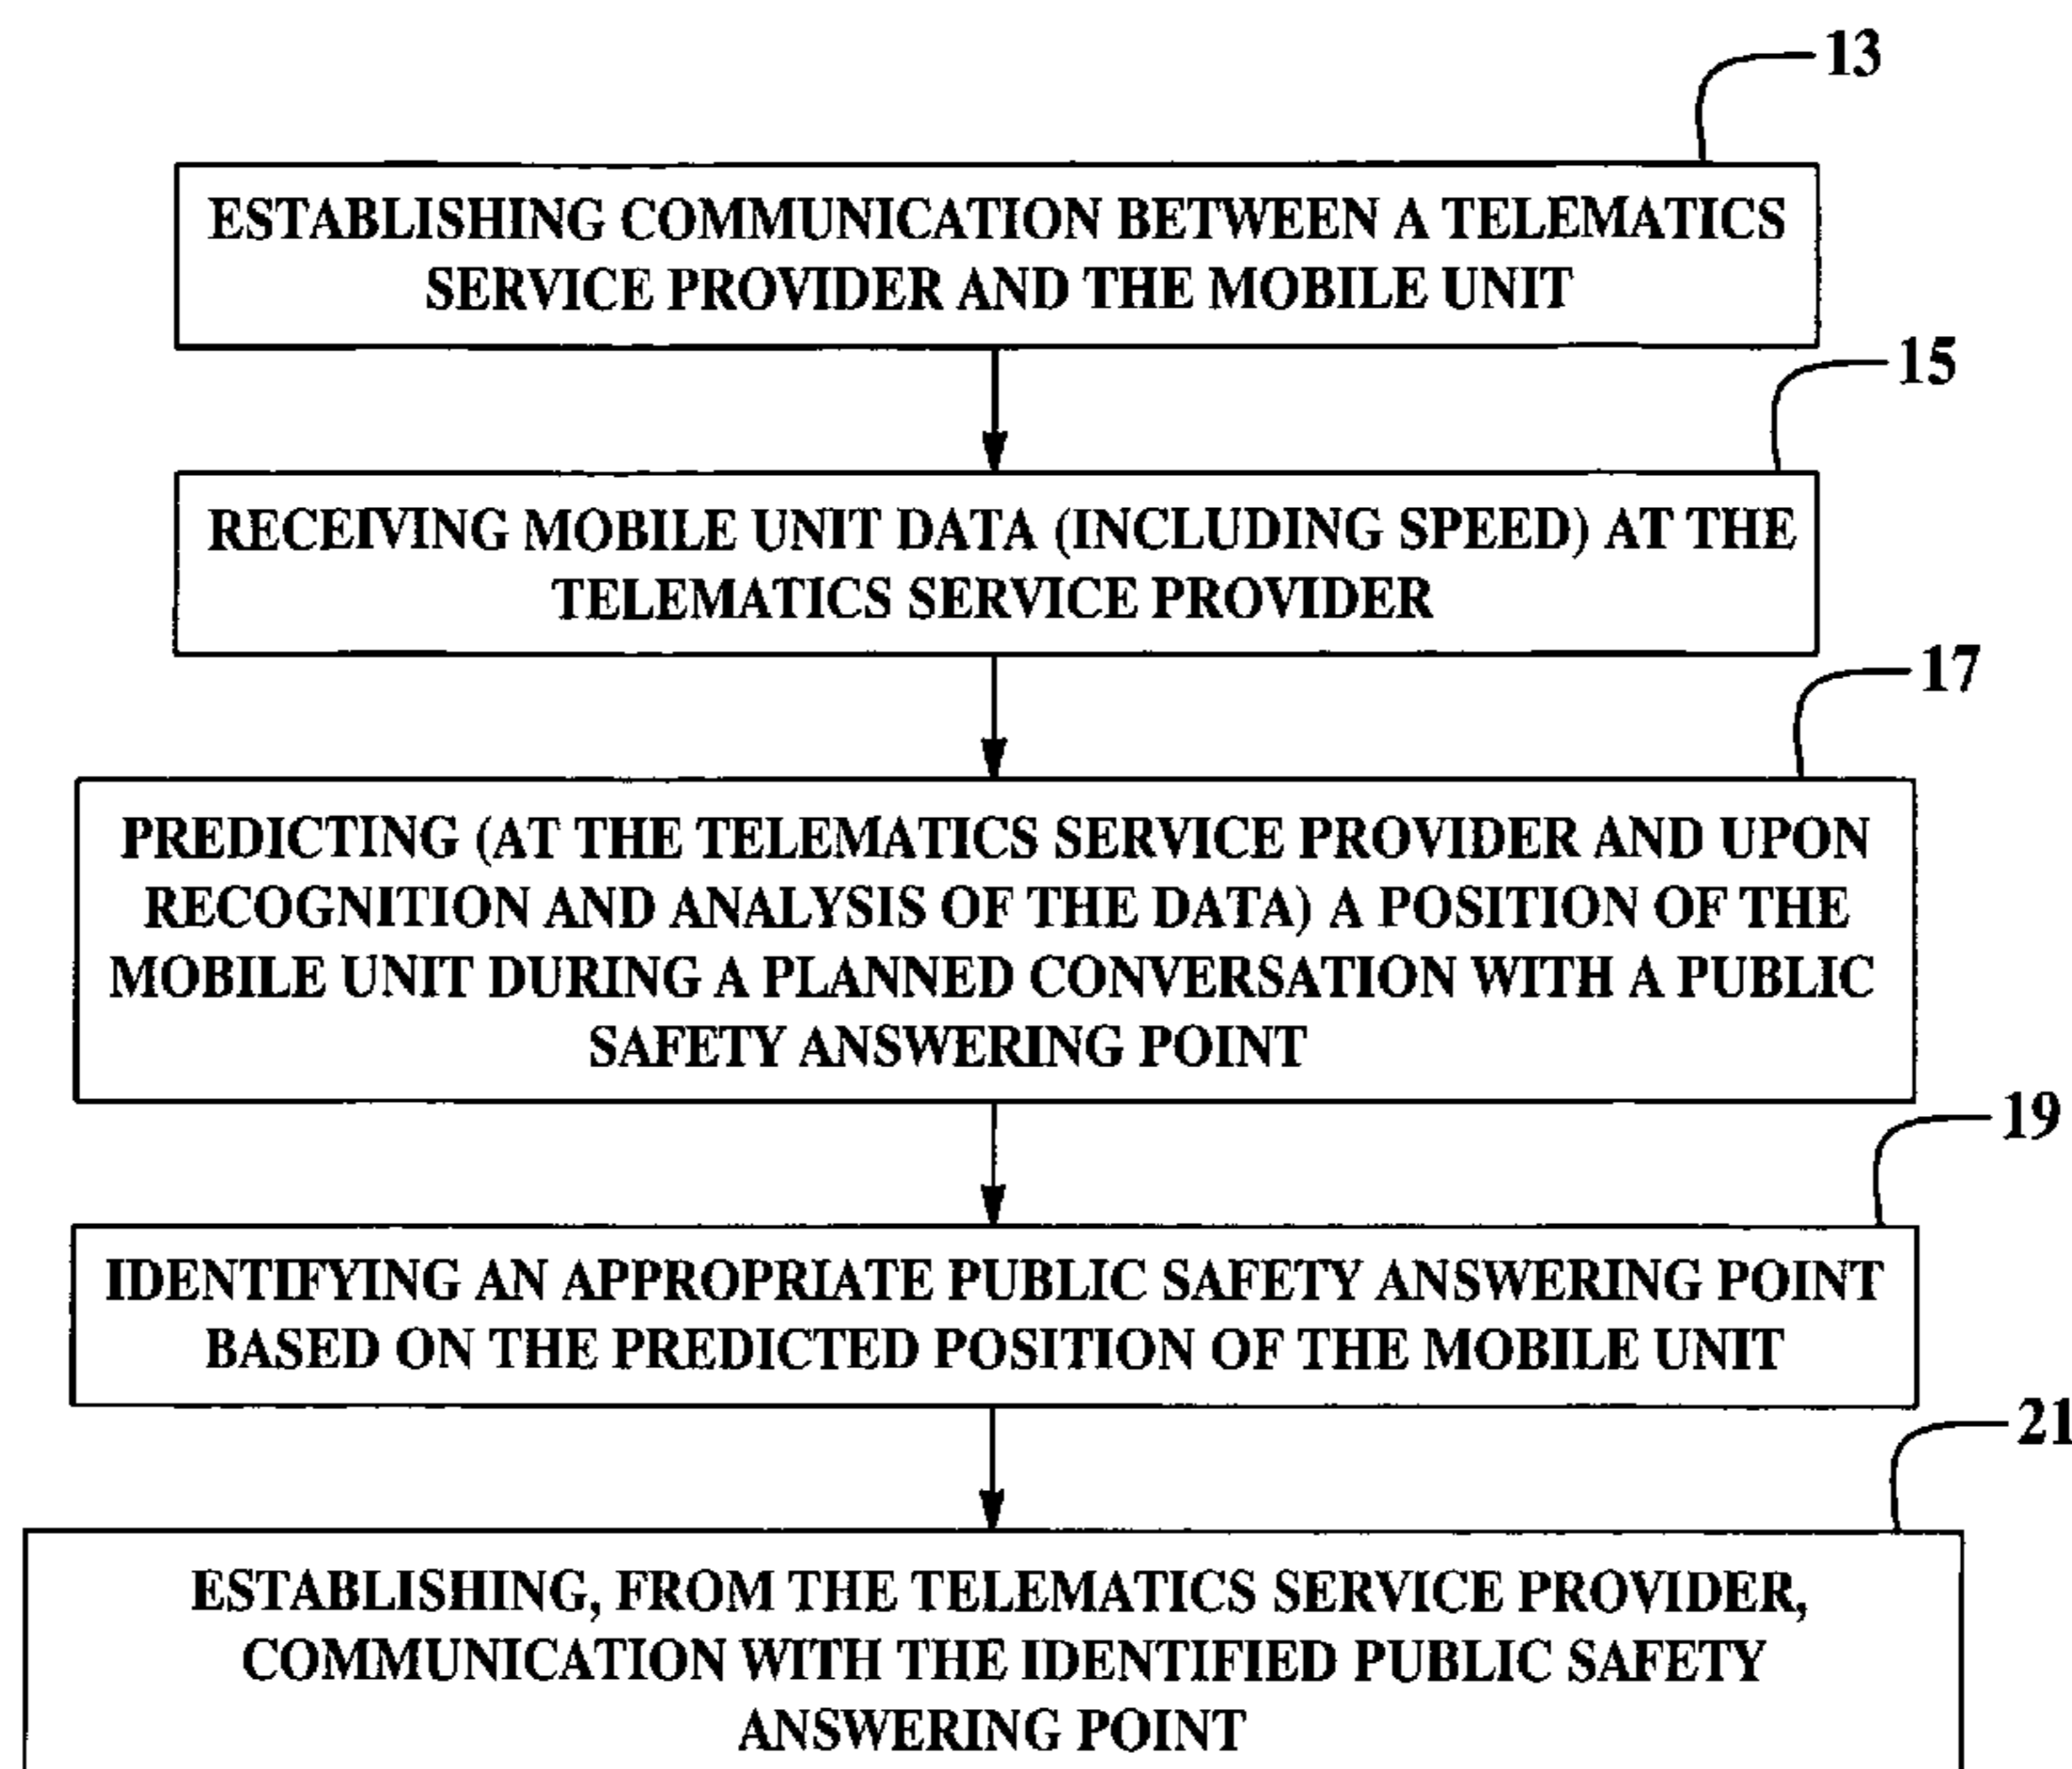 13
ESTABLISHING COMMUNICATION BETWEEN A TELEMATICS
SERVICE PROVIDER AND THE MOBILE UNIT
15
RECEIVING MOBILE UNIT DATA (INCLUDING SPEED) AT THE
TELEMATICS SERVICE PROVIDER
17
PREDICTING (AT THE TELEMATICS SERVICE PROVIDER AND UPON
RECOGNITION AND ANALYSIS OF THE DATA) A POSITION OF THE
MOBILE UNIT DURING A PLANNED CONVERSATION WITH A PUBLIC
SAFETY ANSWERING POINT
19
IDENTIFYING AN APPROPRIATE PUBLIC SAFETY ANSWERING POINT
BASED ON THE PREDICTED POSITION OF THE MOBILE UNIT
21
ESTABLISHING, FROM THE TELEMATICS SERVICE PROVIDER,
COMMUNICATION WITH THE IDENTIFIED PUBLIC SAFETY
ANSWERING POINT